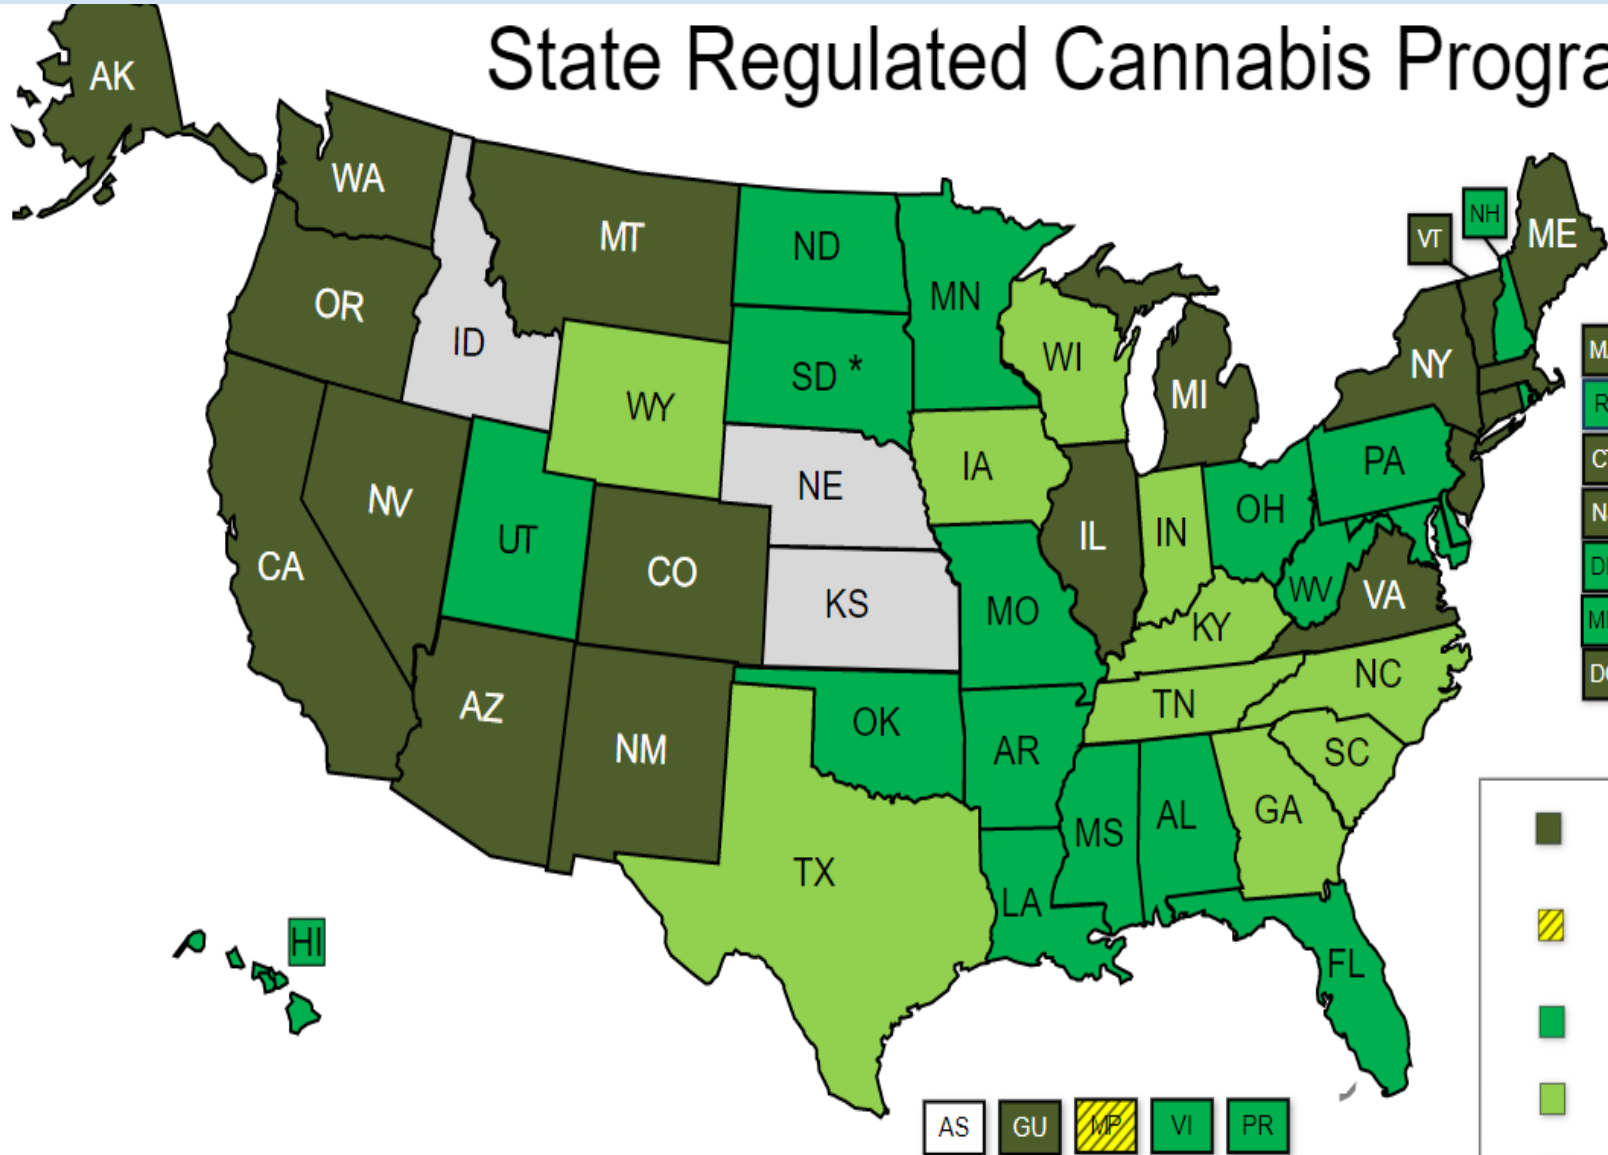 State Regulated Cannabis Progra
AK
WA
MT
ND
MN
NH
VT
ME
OR
ID
SD *
WI
MI
NY
WY
IA
PA
NE
NV
UT
IL
IN
OH
CA
CO
KS
MO
WV
VA
KY
AZ
TN
NC
OK
NM
AR
SC
MS
AL
GA
TX
LA
HI
FL
M
R
C
N
D
M
D
AS
GU
MP
VI
PR